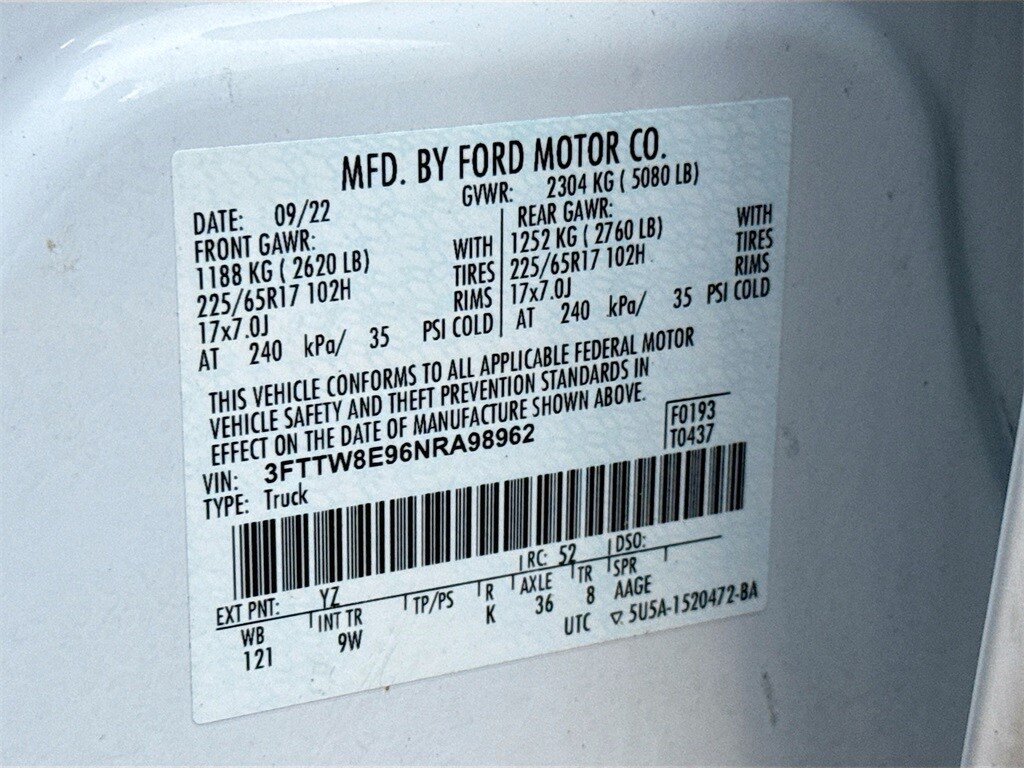 MFD. BY FORD MOTOR CO.
DATE: 09/22 GVWR: 2304 KG ( 5080 LB)
FRONT GAWR: REAR GAWR:
1188 KG ( 2620 LB) WITH 1252 KG ( 2760 LB) WITH
225/65R17 102H TIRES 225/65R17 102H TIRES
17x7.0J RIMS 17x7.0J RIMS
AT 240 kPa/ 35 PSI COLD AT 240 kPa/ 35 PSI COLD
THIS VEHICLE CONFORMS TO ALL APPLICABLE FEDERAL MOTOR
VEHICLE SAFETY AND THEFT PREVENTION STANDARDS IN
EFFECT ON THE DATE OF MANUFACTURE SHOWN ABOVE.
VIN: 3FTTW8E96NRA98962 F0193
TYPE: Truck T0437
EXT PNT: YZ RC: 52 DSO:
WB INT TR TP/PS R AXLE TR SPR
121 9W K 36 8 AAGE
UTC ▽ 5U5A-1520472-BA